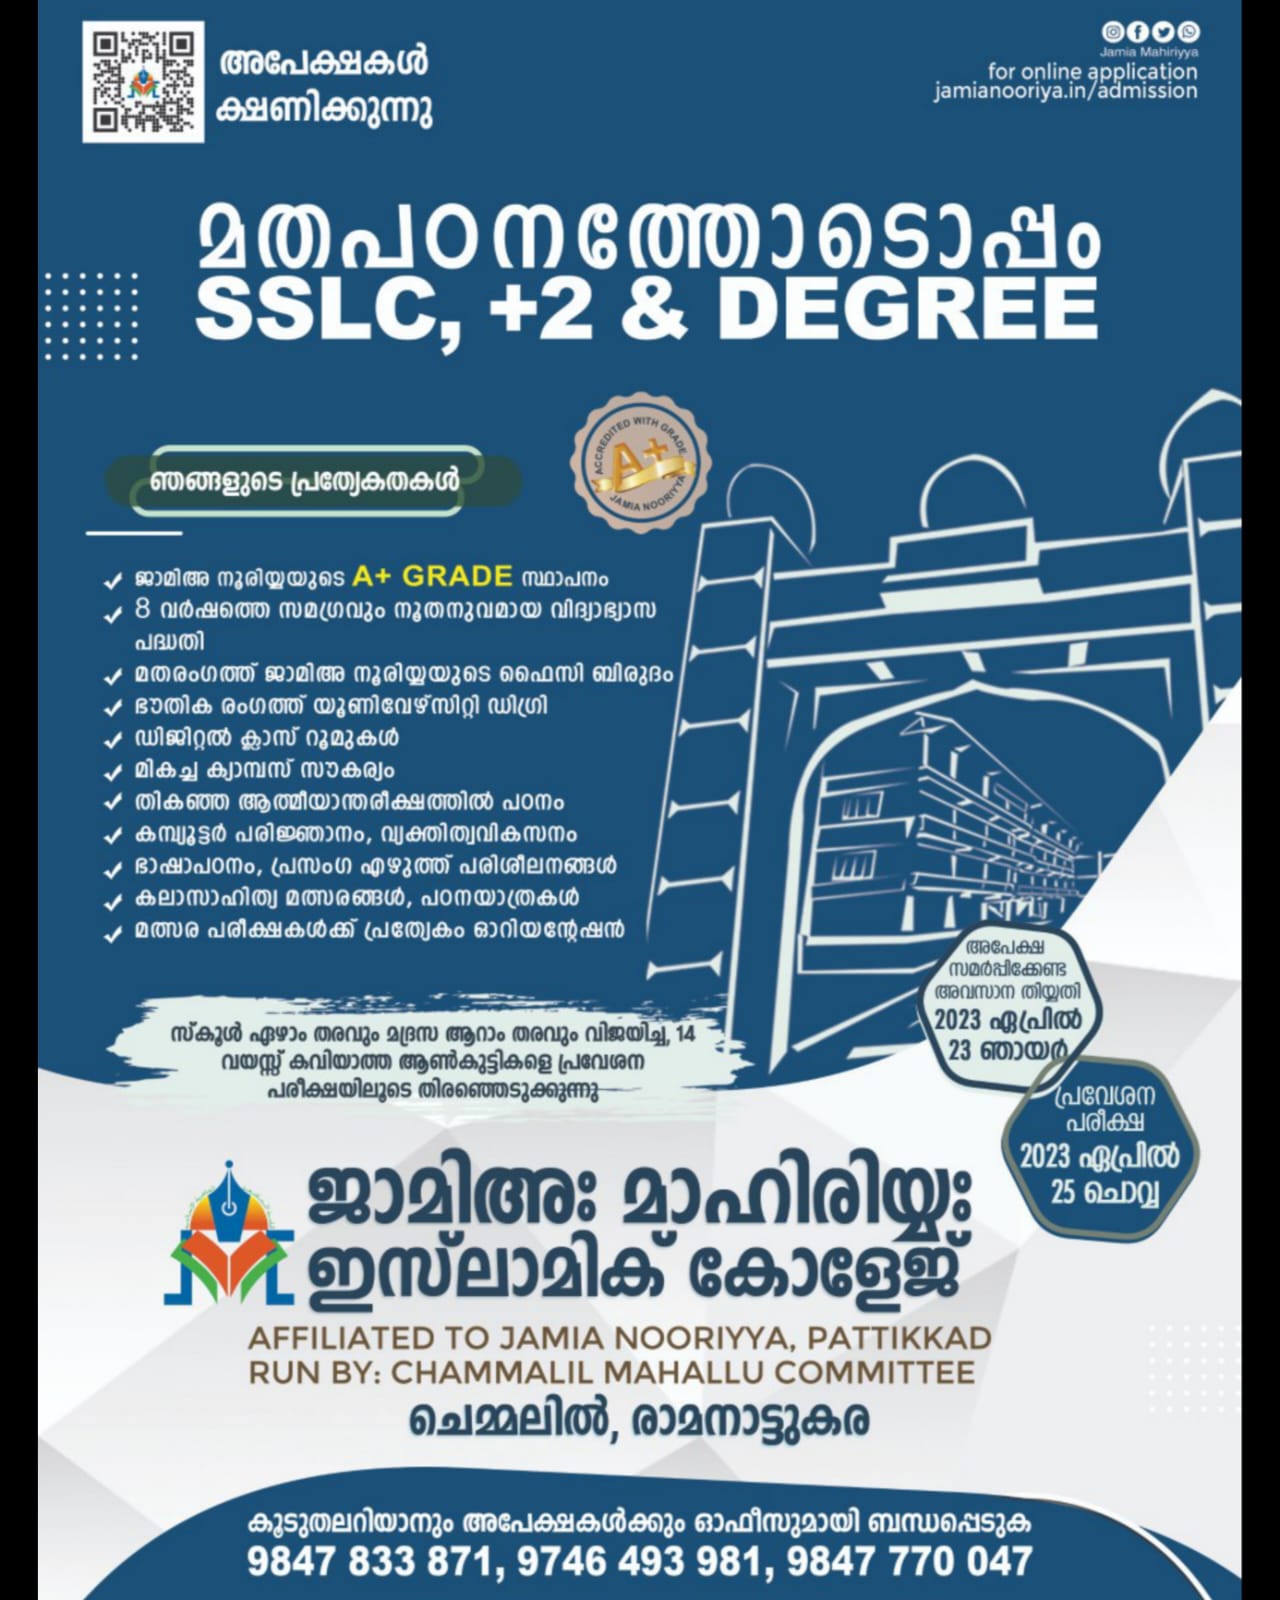 അപേക്ഷകൾ
ക്ഷണിക്കുന്നു
Jamia Mahiriyya
for online application
jamianooriya.in/admission
മതപഠനത്തോടൊപ്പം
SSLC, +2 & DEGREE
ACCREDITED WITH GRADE
A+
JAMIA NOORIYYA
ഞങ്ങളുടെ പ്രത്യേകതകൾ
ജാമിഅ നൂരിയ്യയുടെ A+ GRADE സ്ഥാപനം
8 വർഷത്തെ സമഗ്രവും നൂതനുവമായ വിദ്യാഭ്യാസ
പദ്ധതി
മതരംഗത്ത് ജാമിഅ നൂരിയ്യയുടെ ഫൈസി ബിരുദം
ഭൗതിക രംഗത്ത് യൂണിവേഴ്സിറ്റി ഡിഗ്രി
ഡിജിറ്റൽ ക്ലാസ് റൂമുകൾ
മികച്ച ക്യാമ്പസ് സൗകര്യം
തികഞ്ഞ ആത്മീയാന്തരീക്ഷത്തിൽ പഠനം
കമ്പ്യൂട്ടർ പരിജ്ഞാനം, വ്യക്തിത്വവികസനം
ഭാഷാപഠനം, പ്രസംഗ എഴുത്ത് പരിശീലനങ്ങൾ
കലാസാഹിത്യ മത്സരങ്ങൾ, പഠനയാത്രകൾ
മത്സര പരീക്ഷകൾക്ക് പ്രത്യേകം ഓറിയന്റേഷൻ
അപേക്ഷ
സമർപ്പിക്കേണ്ട
അവസാന തിയ്യതി
2023 ഏപ്രിൽ
23 ഞായർ
സ്കൂൾ ഏഴാം തരവും മദ്രസ ആറാം തരവും വിജയിച്ച, 14
വയസ്സ് കവിയാത്ത ആൺകുട്ടികളെ പ്രവേശന
പരീക്ഷയിലൂടെ തിരഞ്ഞെടുക്കുന്നു
പ്രവേശന
പരീക്ഷ
2023 ഏപ്രിൽ
25 ചൊവ്വ
ജാമിഅഃ മാഹിരിയ്യഃ
ഇസ്‌ലാമിക് കോളേജ്
AFFILIATED TO JAMIA NOORIYYA, PATTIKKAD
RUN BY: CHAMMALIL MAHALLU COMMITTEE
ചെമ്മലിൽ, രാമനാട്ടുകര
കൂടുതലറിയാനും അപേക്ഷകൾക്കും ഓഫീസുമായി ബന്ധപ്പെടുക
9847 833 871, 9746 493 981, 9847 770 047